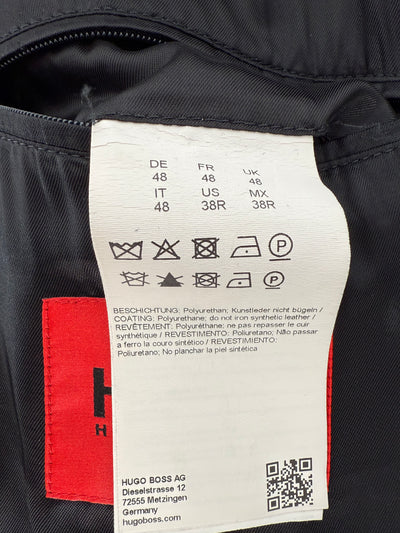 DE FR UK
48 48 48
IT US MX
48 38R 38R
P
P
BESCHICHTUNG: Polyurethan; Kunstleder nicht bügeln /
COATING: Polyurethane; do not iron synthetic leather /
REVÊTEMENT: Polyuréthane: ne pas repasser le cuir
synthétique / REVESTIMENTO: Poliuretano; Não passar
a ferro la couro sintético / REVESTIMIENTO:
Poliuretano; No planchar la piel sintética
H
H
HUGO BOSS AG
Dieselstrasse 12
72555 Metzingen
Germany
hugoboss.com